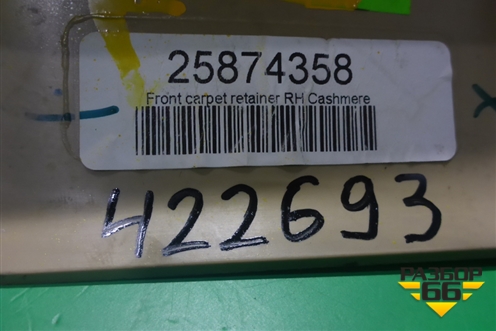 25874358
Front carpet retainer RH Cashmere
422693
РАЗБОР
66